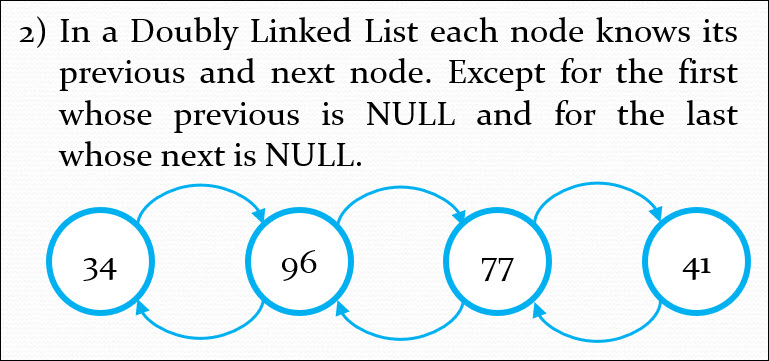 2) In a Doubly Linked List each node knows its
previous and next node. Except for the first
whose previous is NULL and for the last
whose next is NULL.
34 96 77 41